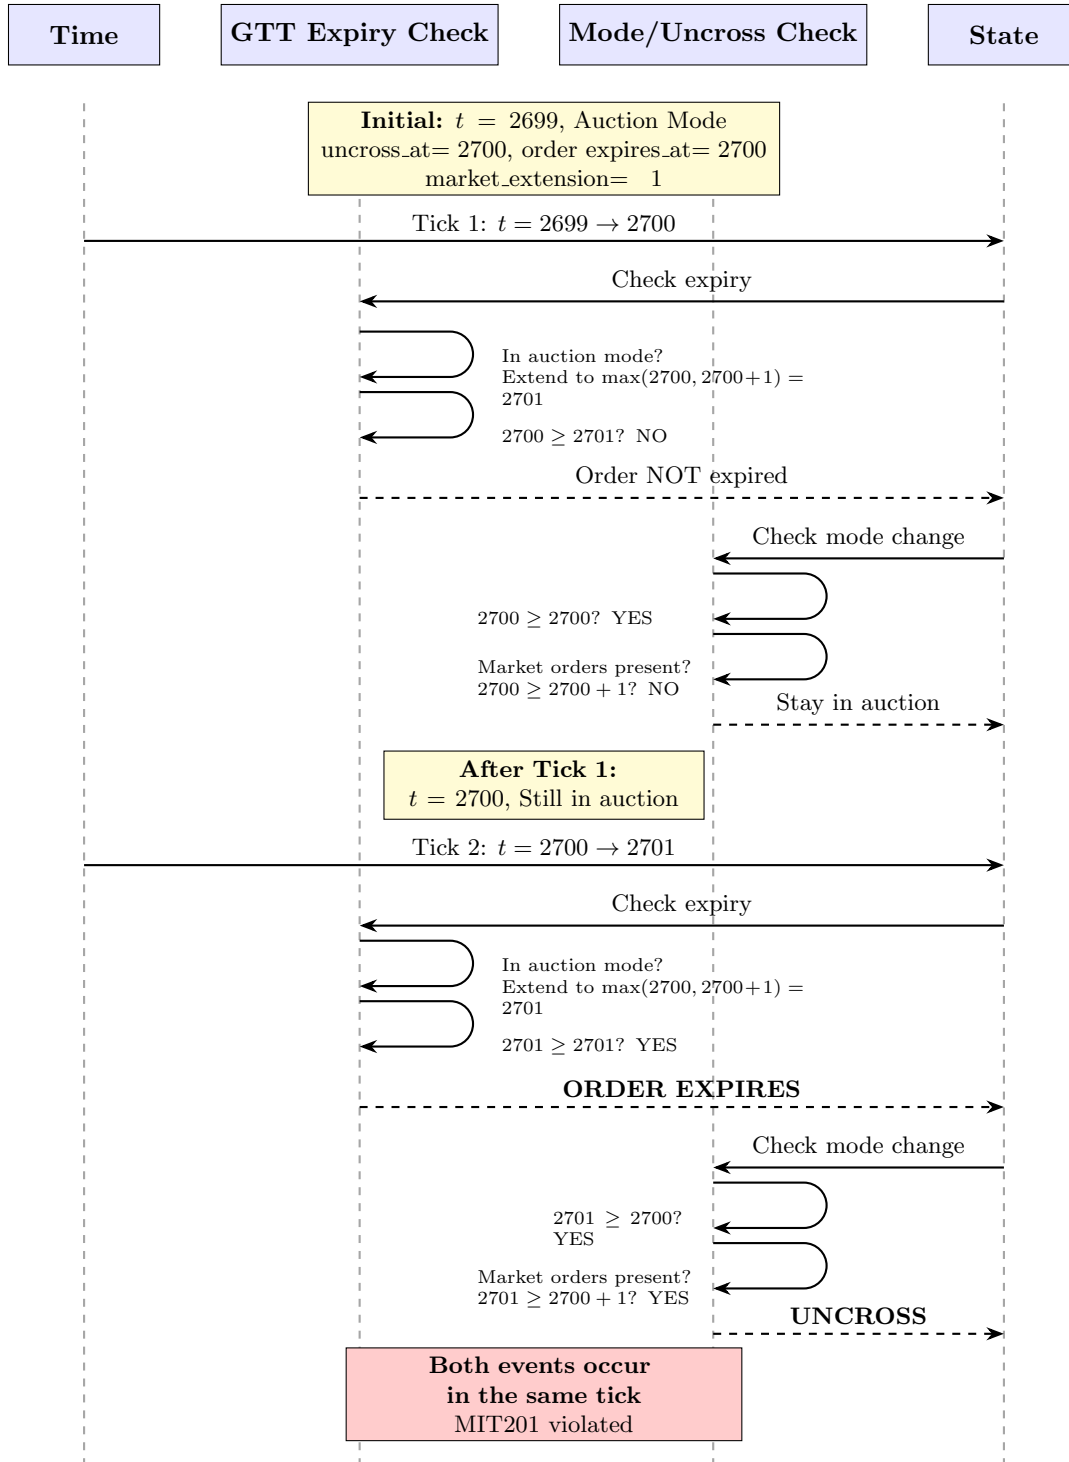 Time
GTT Expiry Check
Mode/Uncross Check
State
Initial: t = 2699, Auction Mode
uncross_at= 2700, order expires_at= 2700
market_extension= 1
Tick 1: t = 2699 → 2700
Check expiry
In auction mode?
Extend to max(2700, 2700+1) =
2701
2700 ≥ 2701? NO
Order NOT expired
Check mode change
2700 ≥ 2700? YES
Market orders present?
2700 ≥ 2700 + 1? NO
Stay in auction
After Tick 1:
t = 2700, Still in auction
Tick 2: t = 2700 → 2701
Check expiry
In auction mode?
Extend to max(2700, 2700+1) =
2701
2701 ≥ 2701? YES
ORDER EXPIRES
Check mode change
2701 ≥ 2700?
YES
Market orders present?
2701 ≥ 2700 + 1? YES
UNCROSS
Both events occur
in the same tick
MIT201 violated